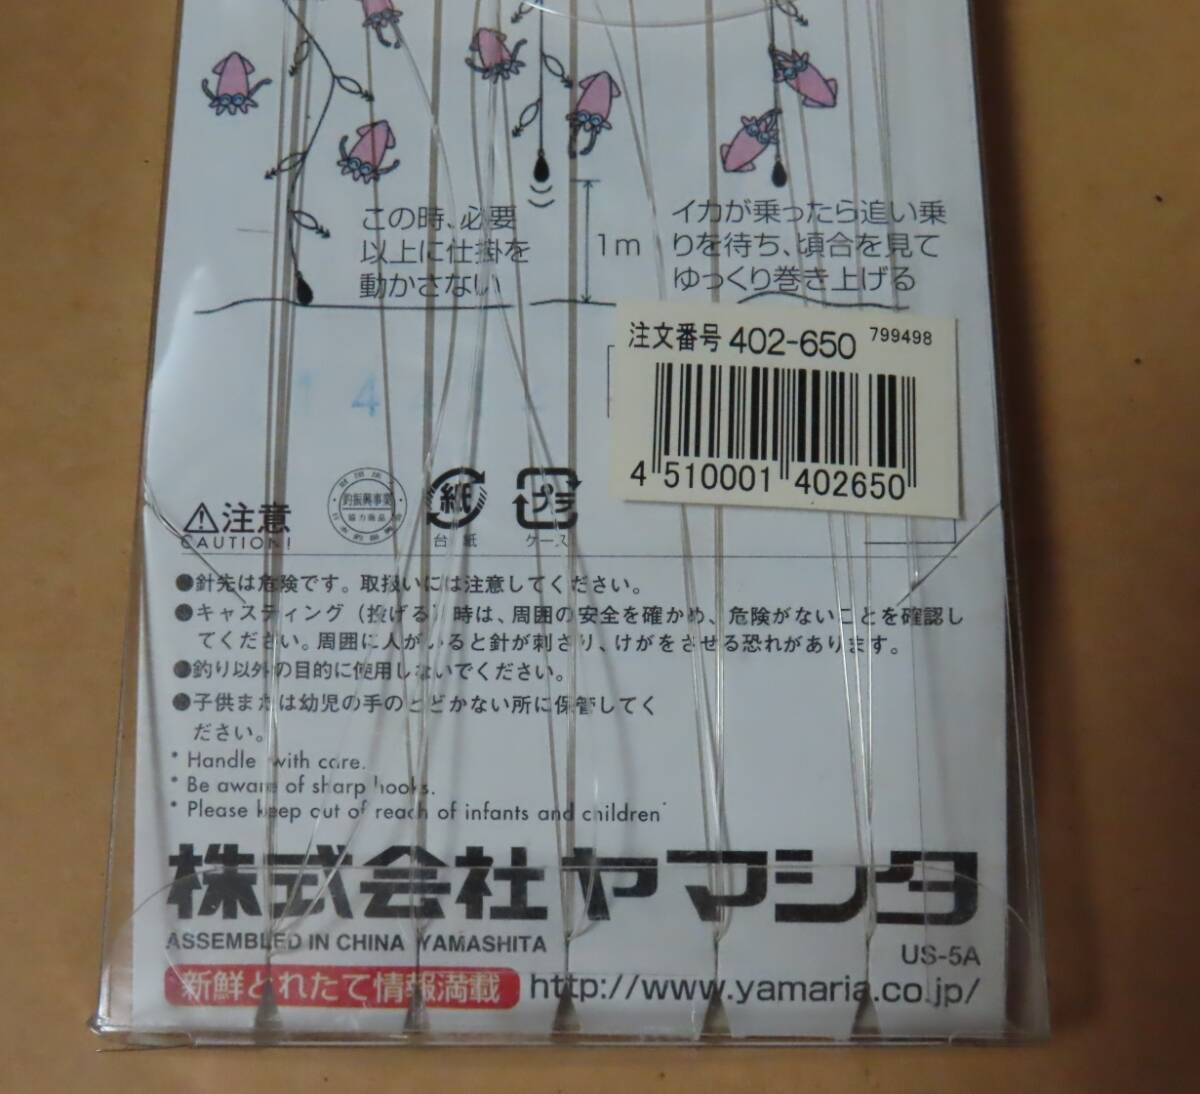 この時、必要
以上に仕掛を
動かさない
1m
イカが乗ったら追い乗
りを待ち、頃合を見て
ゆっくり巻き上げる
注文番号 402-650 799498
4 510001 402650
14
注意
CAUTION!
釣振興事業
協力商品
紙
台紙
プラ
ケース
●針先は危険です。取扱いには注意してください。
●キャスティング(投げる)時は、周囲の安全を確かめ、危険がないことを確認し
てください。周囲に人がいると針が刺さり、けがをさせる恐れがあります。
●釣り以外の目的に使用しないでください。
●子供または幼児の手のとどかない所に保管してく
ださい。
* Handle with care.
* Be aware of sharp hooks.
* Please keep out of reach of infants and children
株式会社ヤマシタ
ASSEMBLED IN CHINA YAMASHITA
US-5A
新鮮とれたて情報満載 http://www.yamaria.co.jp/